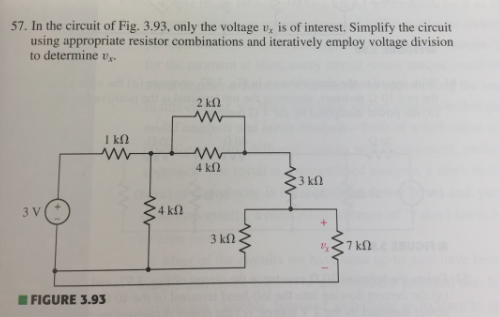 57. In the circuit of Fig. 3.93, only the voltage vₓ is of interest. Simplify the circuit
using appropriate resistor combinations and iteratively employ voltage division
to determine vₓ.
2 kΩ
1 kΩ
4 kΩ
3 kΩ
3 V
+
-
4 kΩ
3 kΩ
+
vₓ
-
7 kΩ
FIGURE 3.93